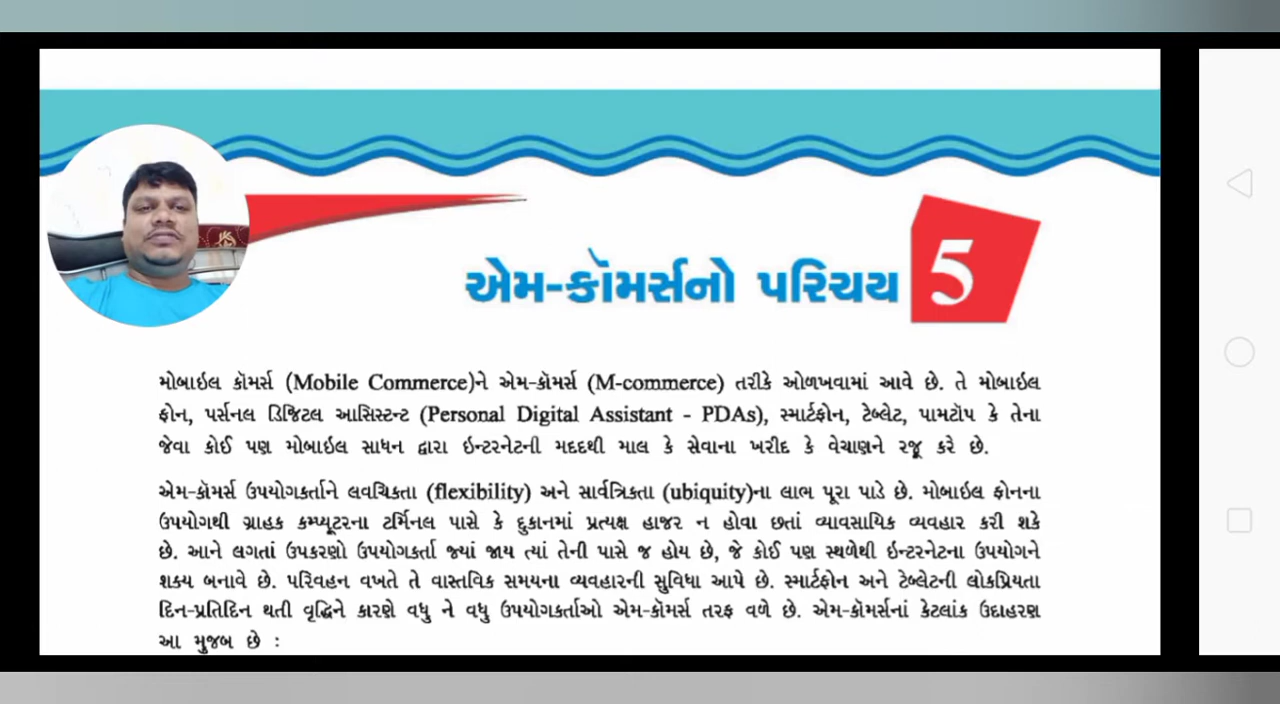 એમ-કૉમર્સનો પરિચય 5
મોબાઇલ કૉમર્સ (Mobile Commerce)ને એમ-કૉમર્સ (M-commerce) તરીકે ઓળખવામાં આવે છે. તે મોબાઇલ
ફોન, પર્સનલ ડિજિટલ આસિસ્ટન્ટ (Personal Digital Assistant - PDAs), સ્માર્ટફોન, ટેબ્લેટ, પામટૉપ કે તેના
જેવા કોઈ પણ મોબાઇલ સાધન દ્વારા ઇન્ટરનેટની મદદથી માલ કે સેવાના ખરીદ કે વેચાણને રજૂ કરે છે.
એમ-કૉમર્સ ઉપયોગકર્તાને લવચિકતા (flexibility) અને સાર્વત્રિકતા (ubiquity)ના લાભ પૂરા પાડે છે. મોબાઇલ ફોનના
ઉપયોગથી ગ્રાહક કમ્પ્યૂટરના ટર્મિનલ પાસે કે દુકાનમાં પ્રત્યક્ષ હાજર ન હોવા છતાં વ્યાવસાયિક વ્યવહાર કરી શકે
છે. આને લગતાં ઉપકરણો ઉપયોગકર્તા જ્યાં જાય ત્યાં તેની પાસે જ હોય છે, જે કોઈ પણ સ્થળેથી ઇન્ટરનેટના ઉપયોગને
શક્ય બનાવે છે. પરિવહન વખતે તે વાસ્તવિક સમયના વ્યવહારની સુવિધા આપે છે. સ્માર્ટફોન અને ટેબ્લેટની લોકપ્રિયતા
દિન-પ્રતિદિન થતી વૃદ્ધિને કારણે વધુ ને વધુ ઉપયોગકર્તાઓ એમ-કૉમર્સ તરફ વળે છે. એમ-કૉમર્સનાં કેટલાંક ઉદાહરણ
આ મુજબ છે :